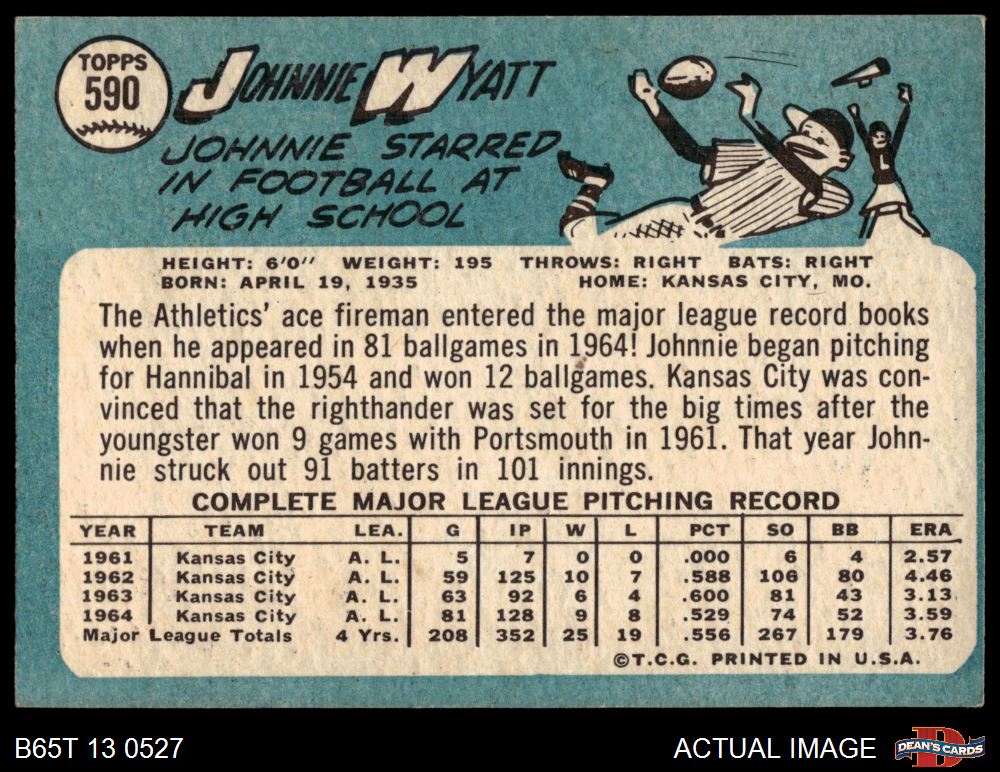 TOPPS
590
JOHNNIE WYATT
JOHNNIE STARRED
IN FOOTBALL AT
HIGH SCHOOL
L
HEIGHT: 6'0" WEIGHT: 195 THROWS: RIGHT BATS: RIGHT
BORN: APRIL 19, 1935 HOME: KANSAS CITY, MO.
The Athletics' ace fireman entered the major league record books
when he appeared in 81 ballgames in 1964! Johnnie began pitching
for Hannibal in 1954 and won 12 ballgames. Kansas City was con-
vinced that the righthander was set for the big times after the
youngster won 9 games with Portsmouth in 1961. That year John-
nie struck out 91 batters in 101 innings.
COMPLETE MAJOR LEAGUE PITCHING RECORD
YEAR TEAM LEA. G IP W L PCT SO BB ERA
1961 Kansas City A. L. 5 7 0 0 .000 6 4 2.57
1962 Kansas City A. L. 59 125 10 7 .588 106 80 4.46
1963 Kansas City A. L. 63 92 6 4 .600 81 43 3.13
1964 Kansas City A. L. 81 128 9 8 .529 74 52 3.59
Major League Totals 4 Yrs. 208 352 25 19 .556 267 179 3.76
©T.C.G. PRINTED IN U.S.A.
B65T 13 0527 ACTUAL IMAGE D DEAN'S CARDS